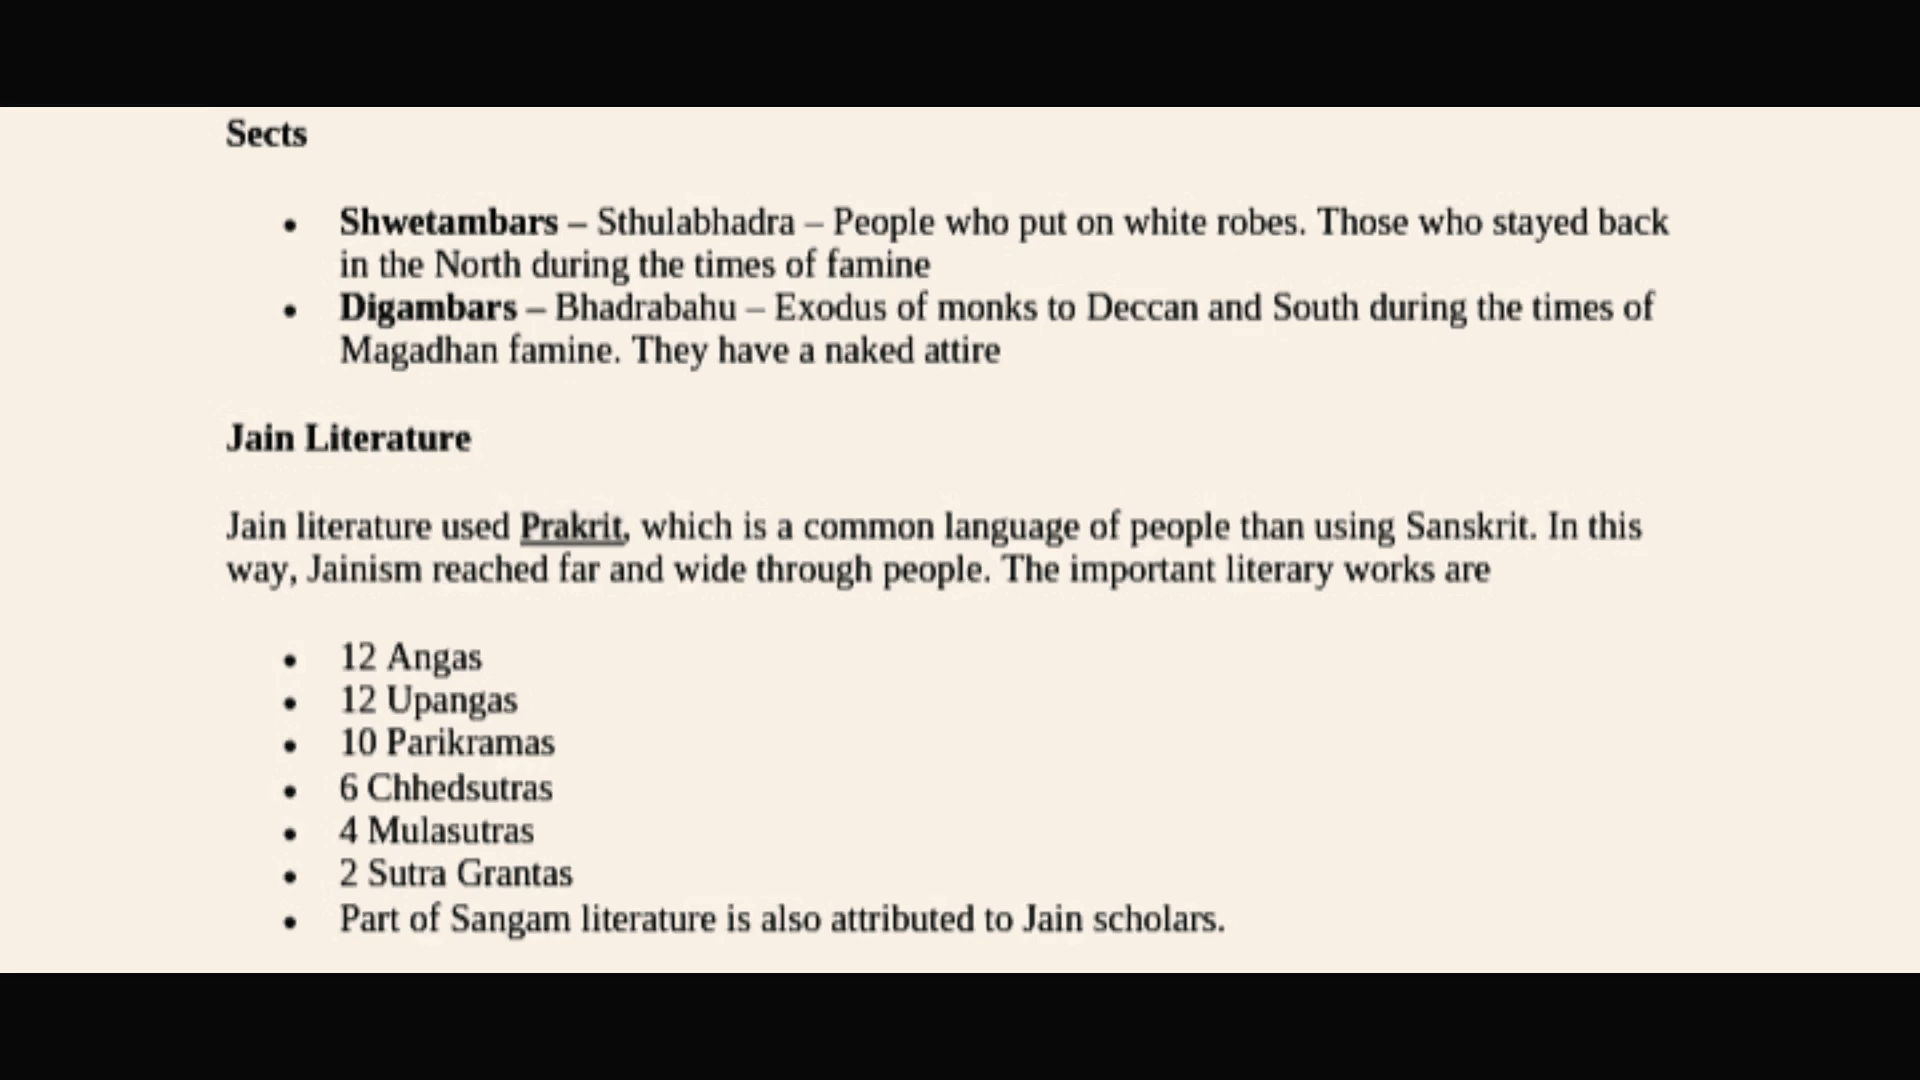 Sects
• Shwetambars – Sthulabhadra – People who put on white robes. Those who stayed back
in the North during the times of famine
• Digambars – Bhadrabahu – Exodus of monks to Deccan and South during the times of
Magadhan famine. They have a naked attire
Jain Literature
Jain literature used Prakrit, which is a common language of people than using Sanskrit. In this
way, Jainism reached far and wide through people. The important literary works are
• 12 Angas
• 12 Upangas
• 10 Parikramas
• 6 Chhedsutras
• 4 Mulasutras
• 2 Sutra Grantas
• Part of Sangam literature is also attributed to Jain scholars.